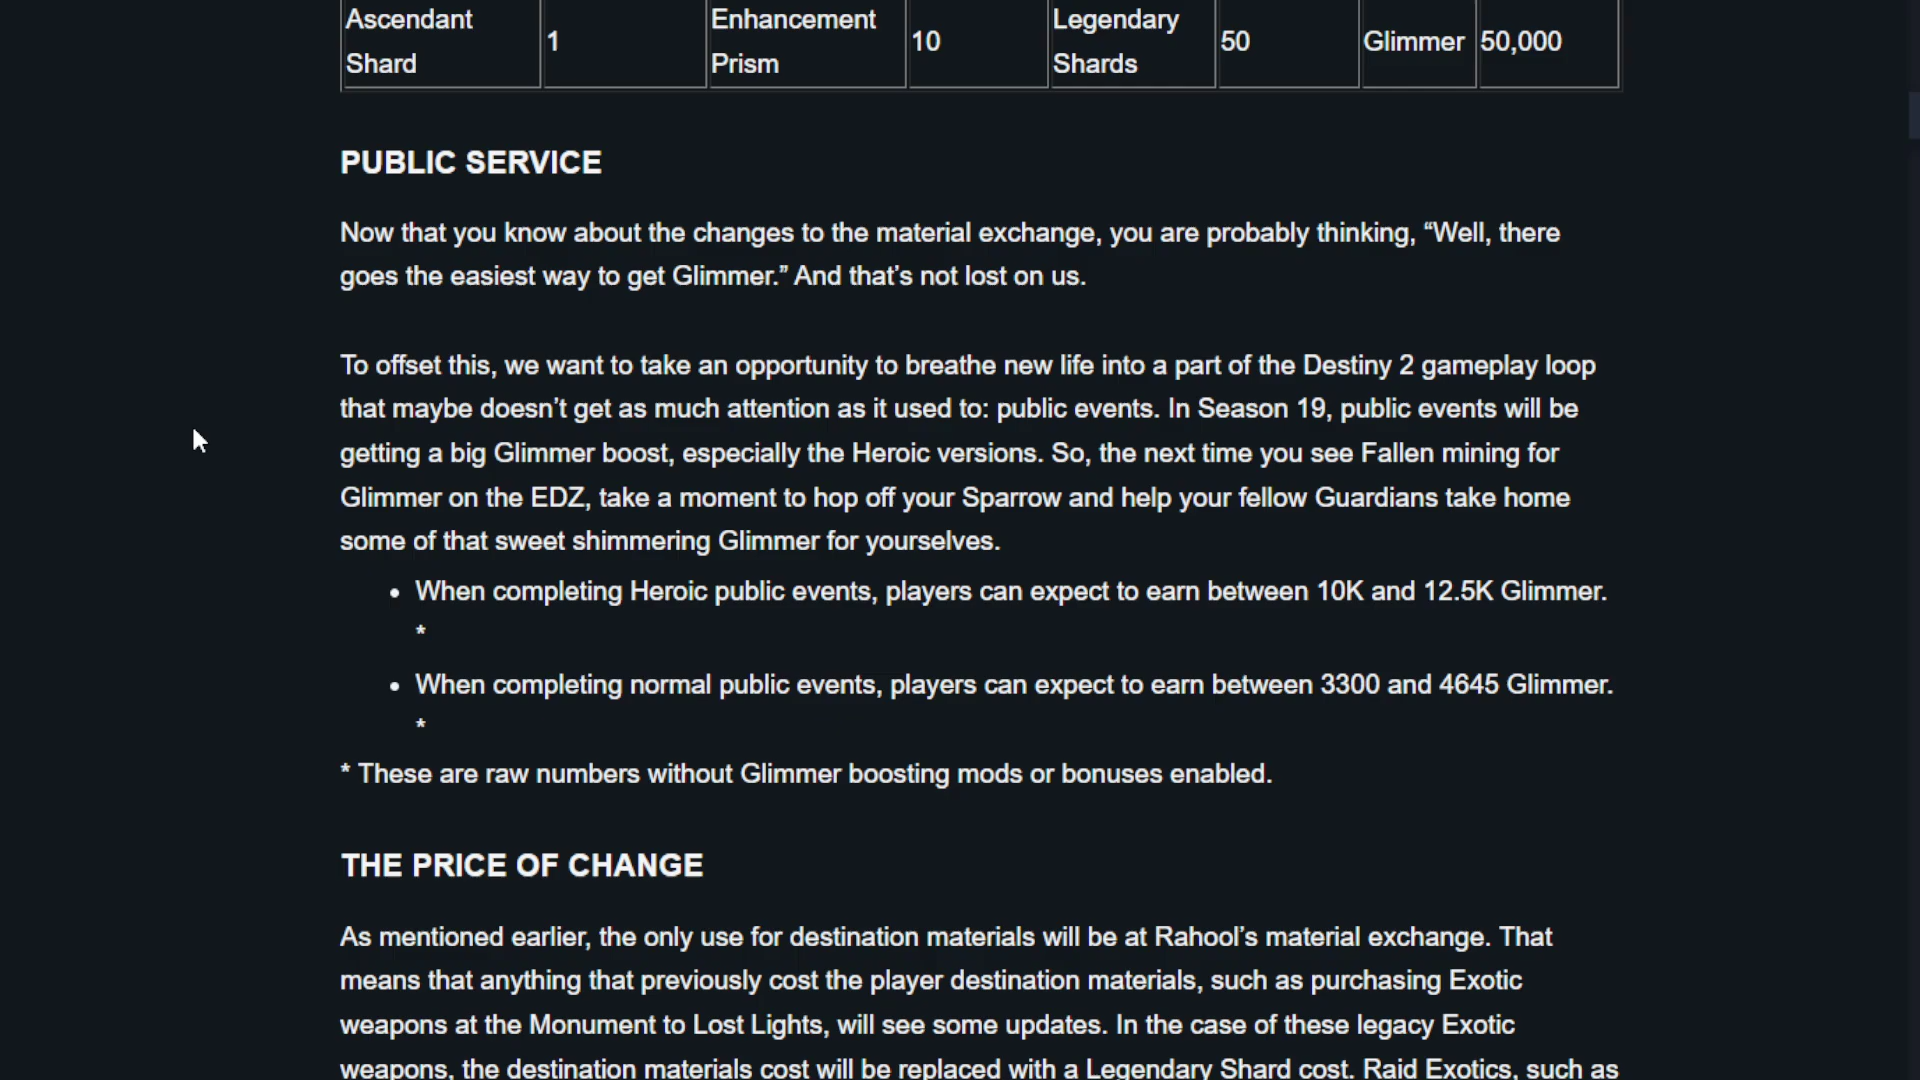 Ascendant
Shard
1
Enhancement
Prism
10
Legendary
Shards
50
Glimmer
50,000
PUBLIC SERVICE
Now that you know about the changes to the material exchange, you are probably thinking, “Well, there
goes the easiest way to get Glimmer.” And that’s not lost on us.
To offset this, we want to take an opportunity to breathe new life into a part of the Destiny 2 gameplay loop
that maybe doesn’t get as much attention as it used to: public events. In Season 19, public events will be
getting a big Glimmer boost, especially the Heroic versions. So, the next time you see Fallen mining for
Glimmer on the EDZ, take a moment to hop off your Sparrow and help your fellow Guardians take home
some of that sweet shimmering Glimmer for yourselves.
• When completing Heroic public events, players can expect to earn between 10K and 12.5K Glimmer.
*
• When completing normal public events, players can expect to earn between 3300 and 4645 Glimmer.
*
* These are raw numbers without Glimmer boosting mods or bonuses enabled.
THE PRICE OF CHANGE
As mentioned earlier, the only use for destination materials will be at Rahool’s material exchange. That
means that anything that previously cost the player destination materials, such as purchasing Exotic
weapons at the Monument to Lost Lights, will see some updates. In the case of these legacy Exotic
weapons, the destination materials cost will be replaced with a Legendary Shard cost. Raid Exotics, such as